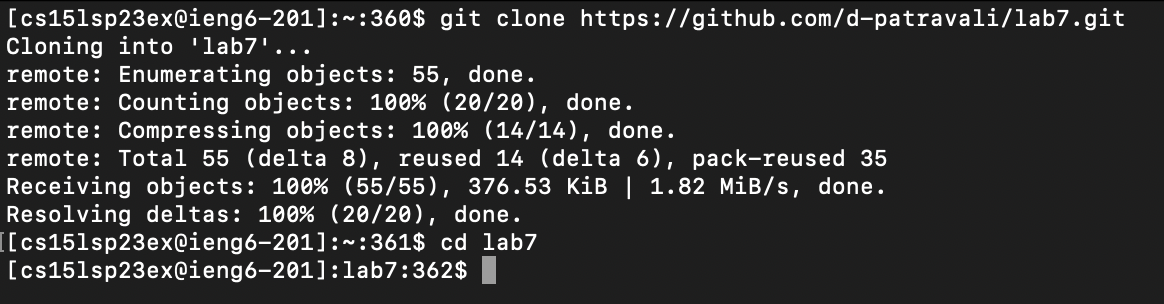 [cs15lsp23ex@ieng6-201]:~:360$ git clone https://github.com/d-patravali/lab7.git
Cloning into 'lab7'...
remote: Enumerating objects: 55, done.
remote: Counting objects: 100% (20/20), done.
remote: Compressing objects: 100% (14/14), done.
remote: Total 55 (delta 8), reused 14 (delta 6), pack-reused 35
Receiving objects: 100% (55/55), 376.53 KiB | 1.82 MiB/s, done.
Resolving deltas: 100% (20/20), done.
[[cs15lsp23ex@ieng6-201]:~:361$ cd lab7
[cs15lsp23ex@ieng6-201]:lab7:362$